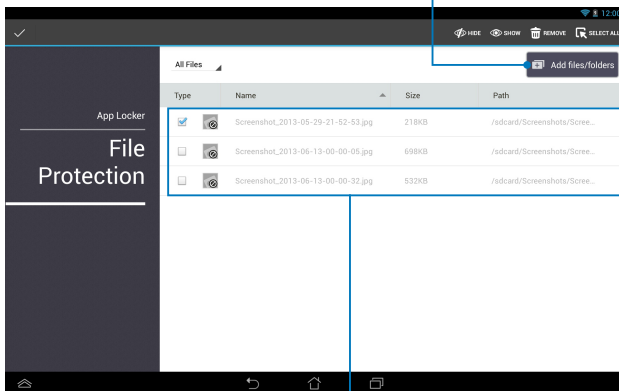 12:00
HIDE SHOW REMOVE SELECT ALL
All Files
Add files/folders
Type Name Size Path
App Locker
File
Protection
Screenshot_2013-05-29-21-52-53.jpg 218KB /sdcard/Screenshots/Scree...
Screenshot_2013-06-13-00-00-05.jpg 698KB /sdcard/Screenshots/Scree...
Screenshot_2013-06-13-00-00-32.jpg 532KB /sdcard/Screenshots/Scree...